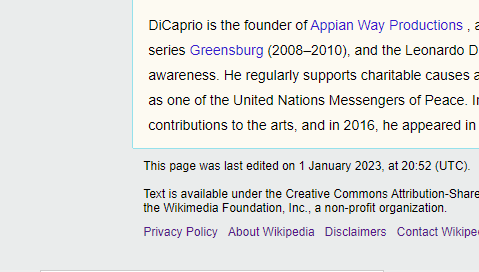 DiCaprio is the founder of Appian Way Productions ,
series Greensburg (2008–2010), and the Leonardo
awareness. He regularly supports charitable causes
as one of the United Nations Messengers of Peace.
contributions to the arts, and in 2016, he appeared in
This page was last edited on 1 January 2023, at 20:52 (UTC).
Text is available under the Creative Commons Attribution-Share
the Wikimedia Foundation, Inc., a non-profit organization.
Privacy Policy About Wikipedia Disclaimers Contact